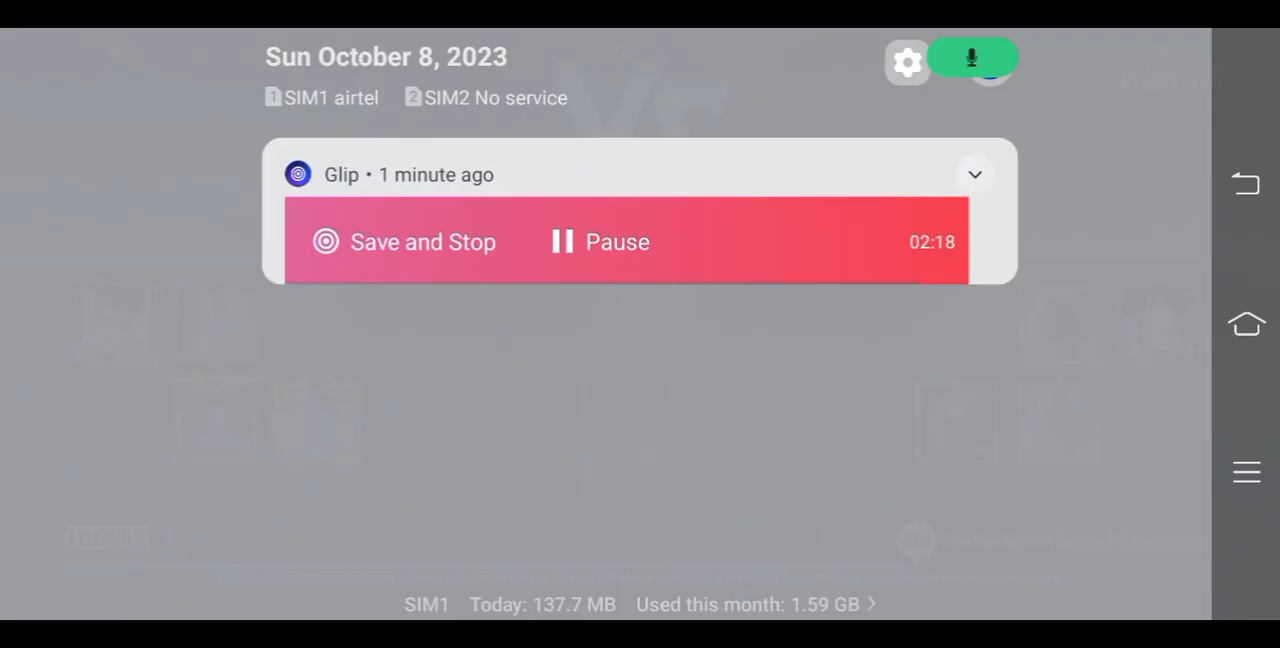 Sun October 8, 2023
1 SIM1 airtel 2 SIM2 No service
Glip • 1 minute ago
Save and Stop Pause 02:18
SIM1 Today: 137.7 MB Used this month: 1.59 GB >